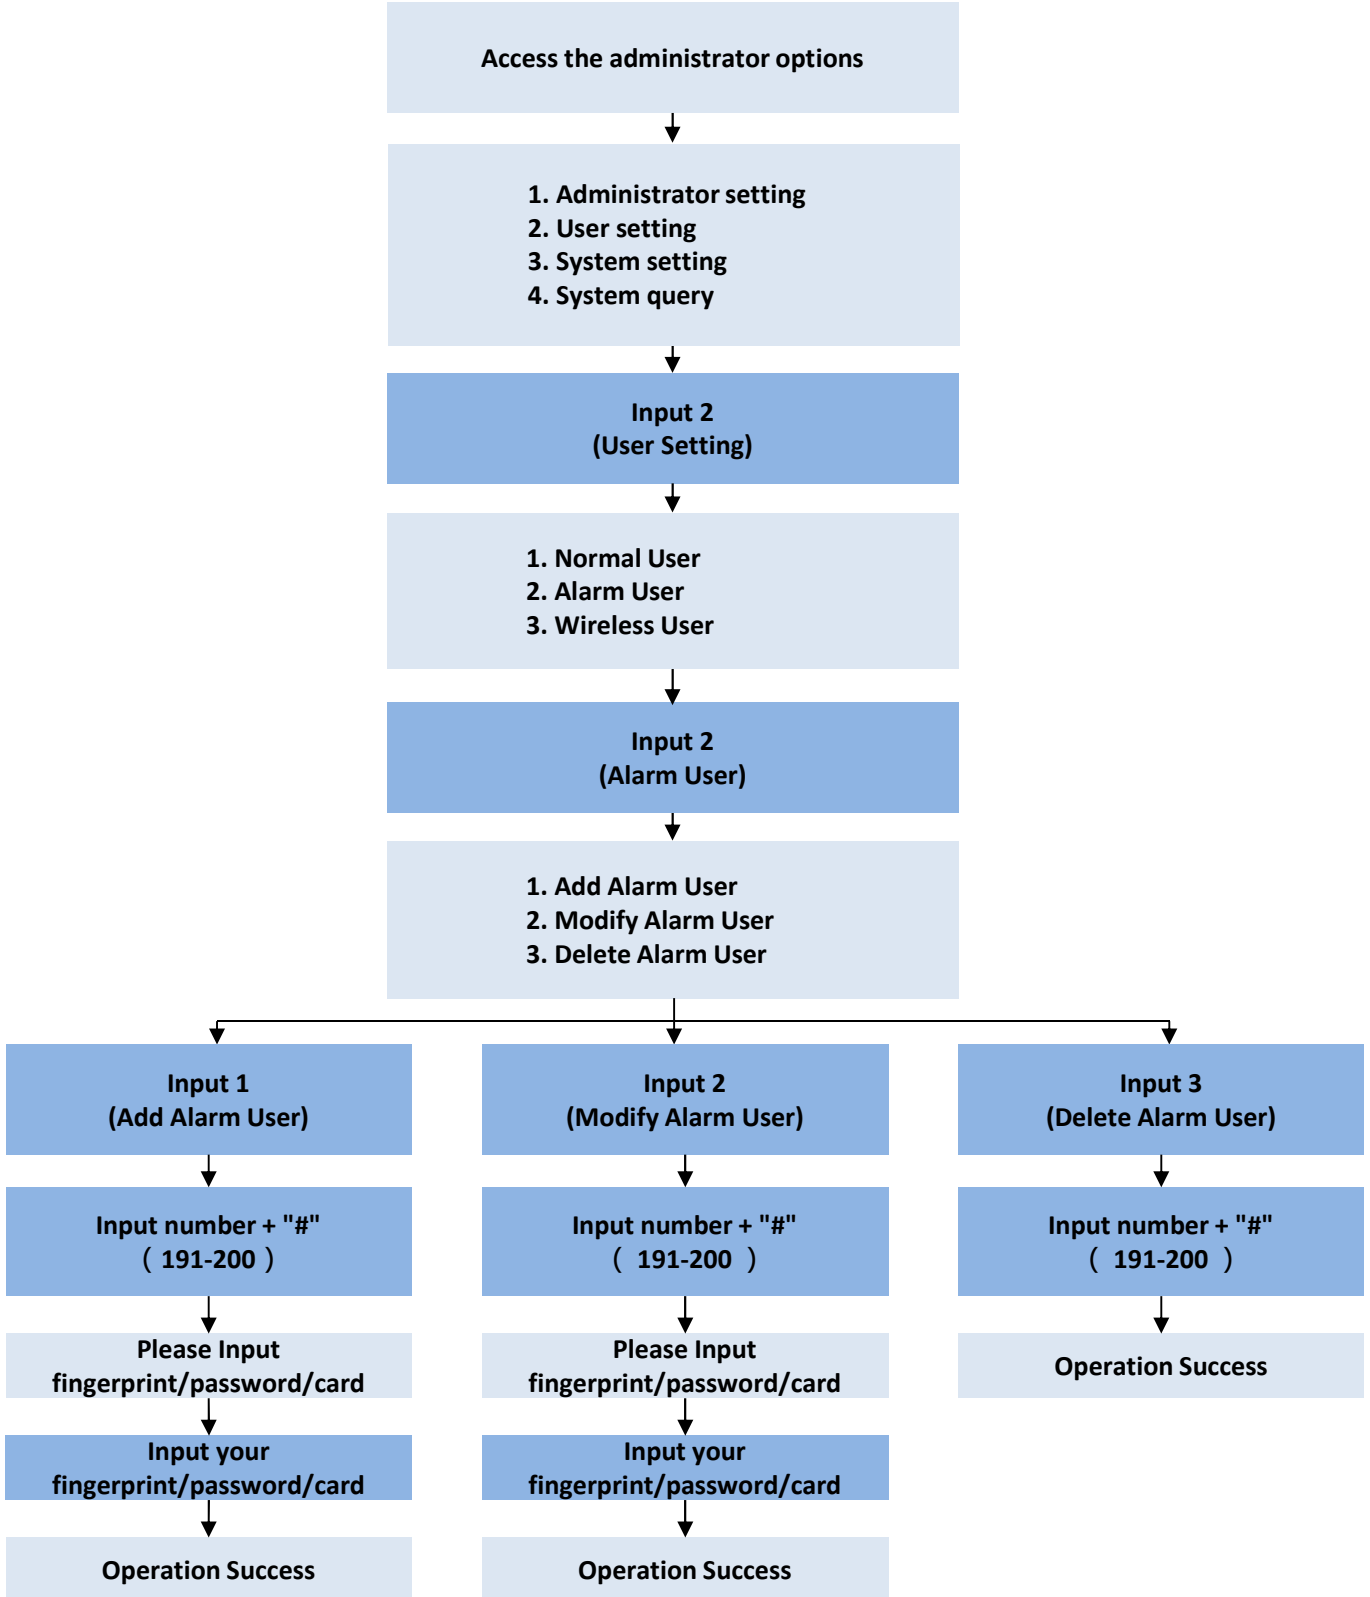 Access the administrator options
1. Administrator setting
2. User setting
3. System setting
4. System query
Input 2
(User Setting)
1. Normal User
2. Alarm User
3. Wireless User
Input 2
(Alarm User)
1. Add Alarm User
2. Modify Alarm User
3. Delete Alarm User
Input 1
(Add Alarm User)
Input number + "#"
（ 191-200 ）
Please Input
fingerprint/password/card
Input your
fingerprint/password/card
Operation Success
Input 2
(Modify Alarm User)
Input number + "#"
（ 191-200 ）
Please Input
fingerprint/password/card
Input your
fingerprint/password/card
Operation Success
Input 3
(Delete Alarm User)
Input number + "#"
（ 191-200 ）
Operation Success